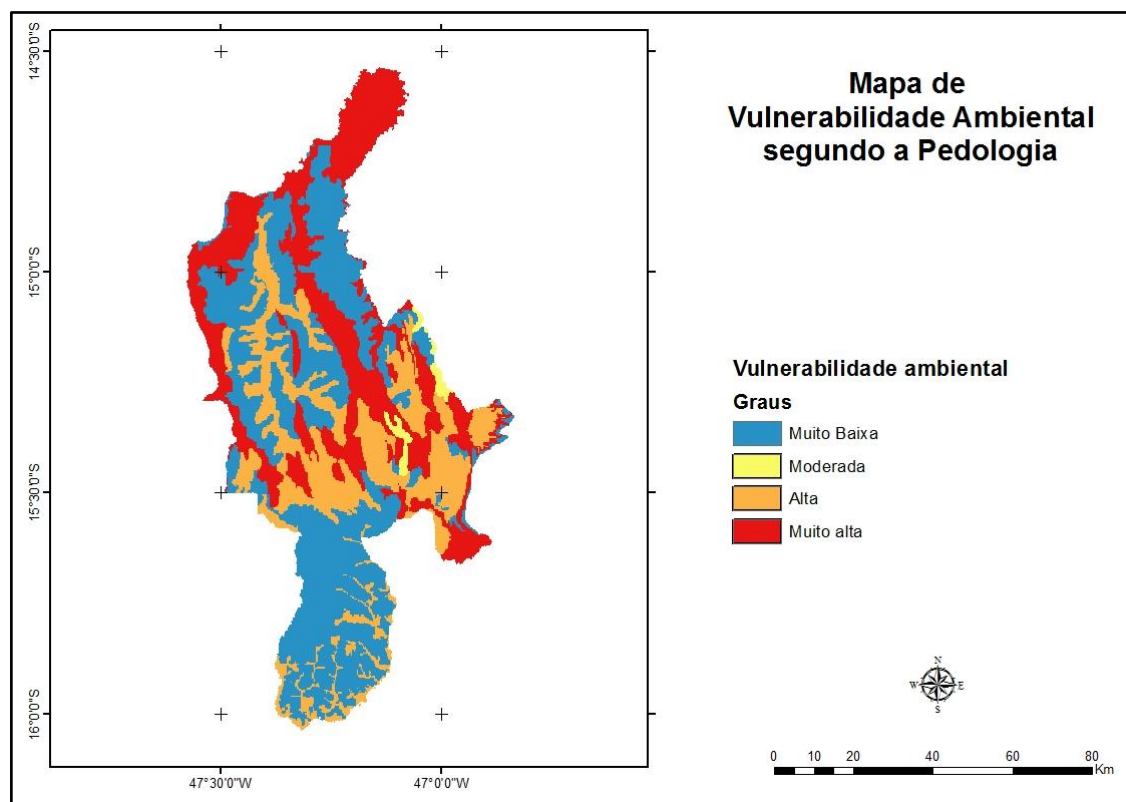 Mapa de
Vulnerabilidade Ambiental
segundo a Pedologia
14°30'0"S
15°0'0"S
15°30'0"S
16°0'0"S
47°30'0"W
47°0'0"W
Vulnerabilidade ambiental
Graus
Muito Baixa
Moderada
Alta
Muito alta
N
W E
S
0 10 20 40 60 80
Km